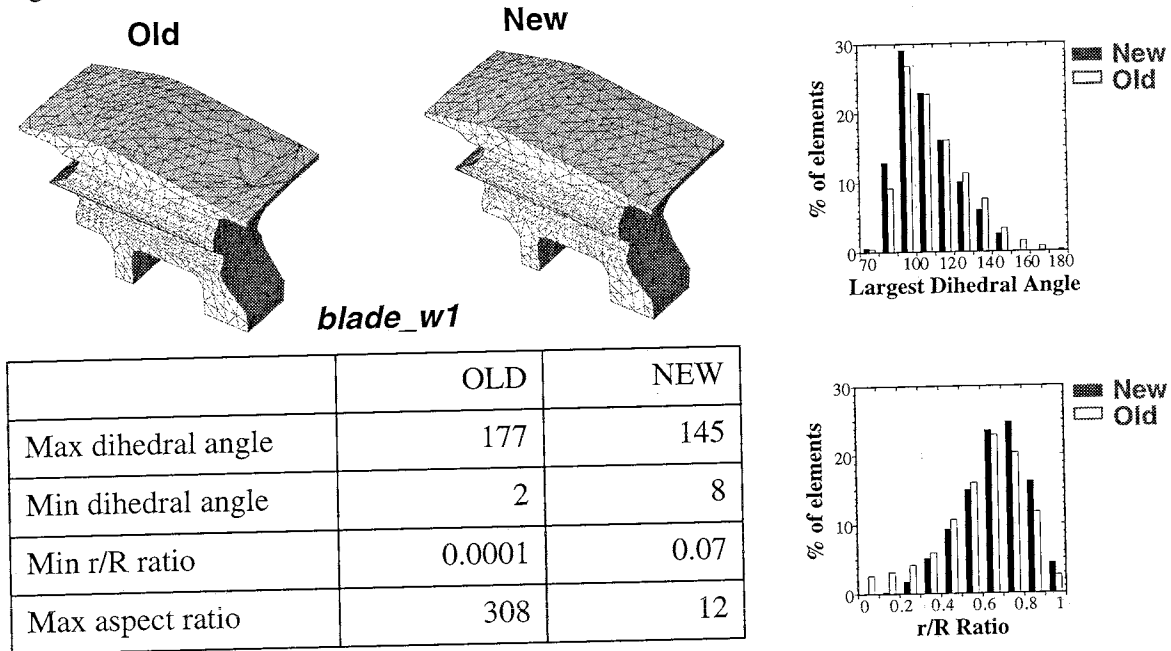 Old
New
blade_w1
OLD NEW
Max dihedral angle 177 145
Min dihedral angle 2 8
Min r/R ratio 0.0001 0.07
Max aspect ratio 308 12
30
20
10
0
% of elements
70 100 120 140 160 180
Largest Dihedral Angle
New
Old
30
20
10
0
% of elements
0 0.2 0.4 0.6 0.8 1
r/R Ratio
New
Old